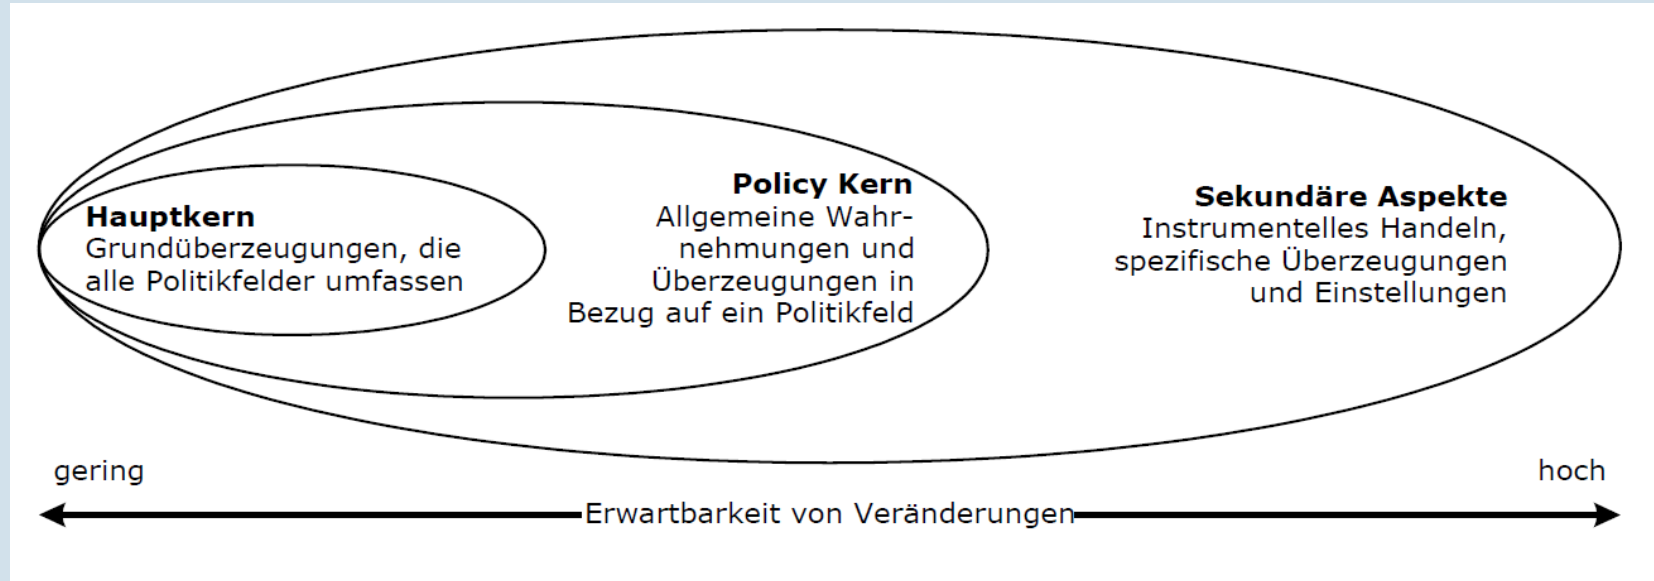 Hauptkern
Grundüberzeugungen, die
alle Politikfelder umfassen
Policy Kern
Allgemeine Wahr-
nehmungen und
Überzeugungen in
Bezug auf ein Politikfeld
Sekundäre Aspekte
Instrumentelles Handeln,
spezifische Überzeugungen
und Einstellungen
gering
hoch
Erwartbarkeit von Veränderungen